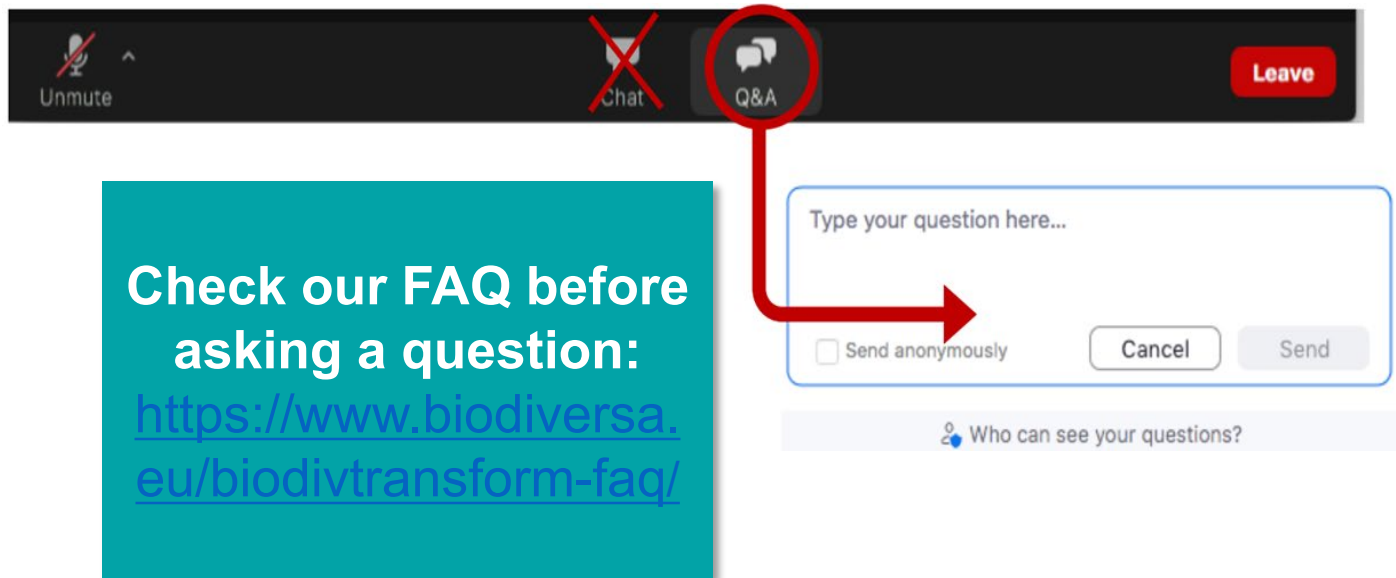 Unmute
Chat
Q&A
Leave
Check our FAQ before
asking a question:
https://www.biodiversa.
eu/biodivtransform-faq/
Type your question here...
Send anonymously
Cancel
Send
Who can see your questions?